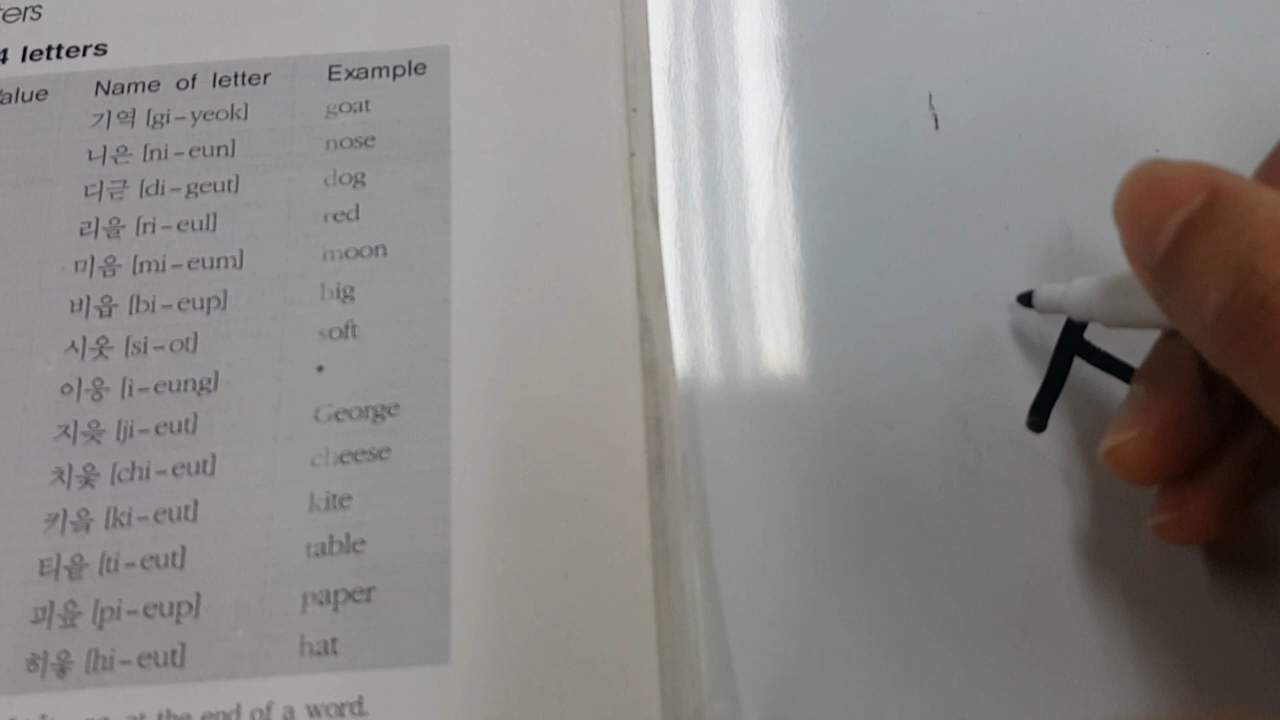 ters
4 letters
Value Name of letter Example
기역 [gi-yeok] goat
니은 [ni-eun] nose
디귿 [di-geut] dog
리을 [ri-eul] red
미음 [mi-eum] moon
비읍 [bi-eup] big
시옷 [si-ot] soft
이응 [i-eung] *
지읒 [ji-eut] George
치읓 [chi-eut] cheese
키읔 [ki-eut] kite
티읕 [ti-eut] table
피읖 [pi-eup] paper
히읗 [hi-eut] hat
at the end of a word.